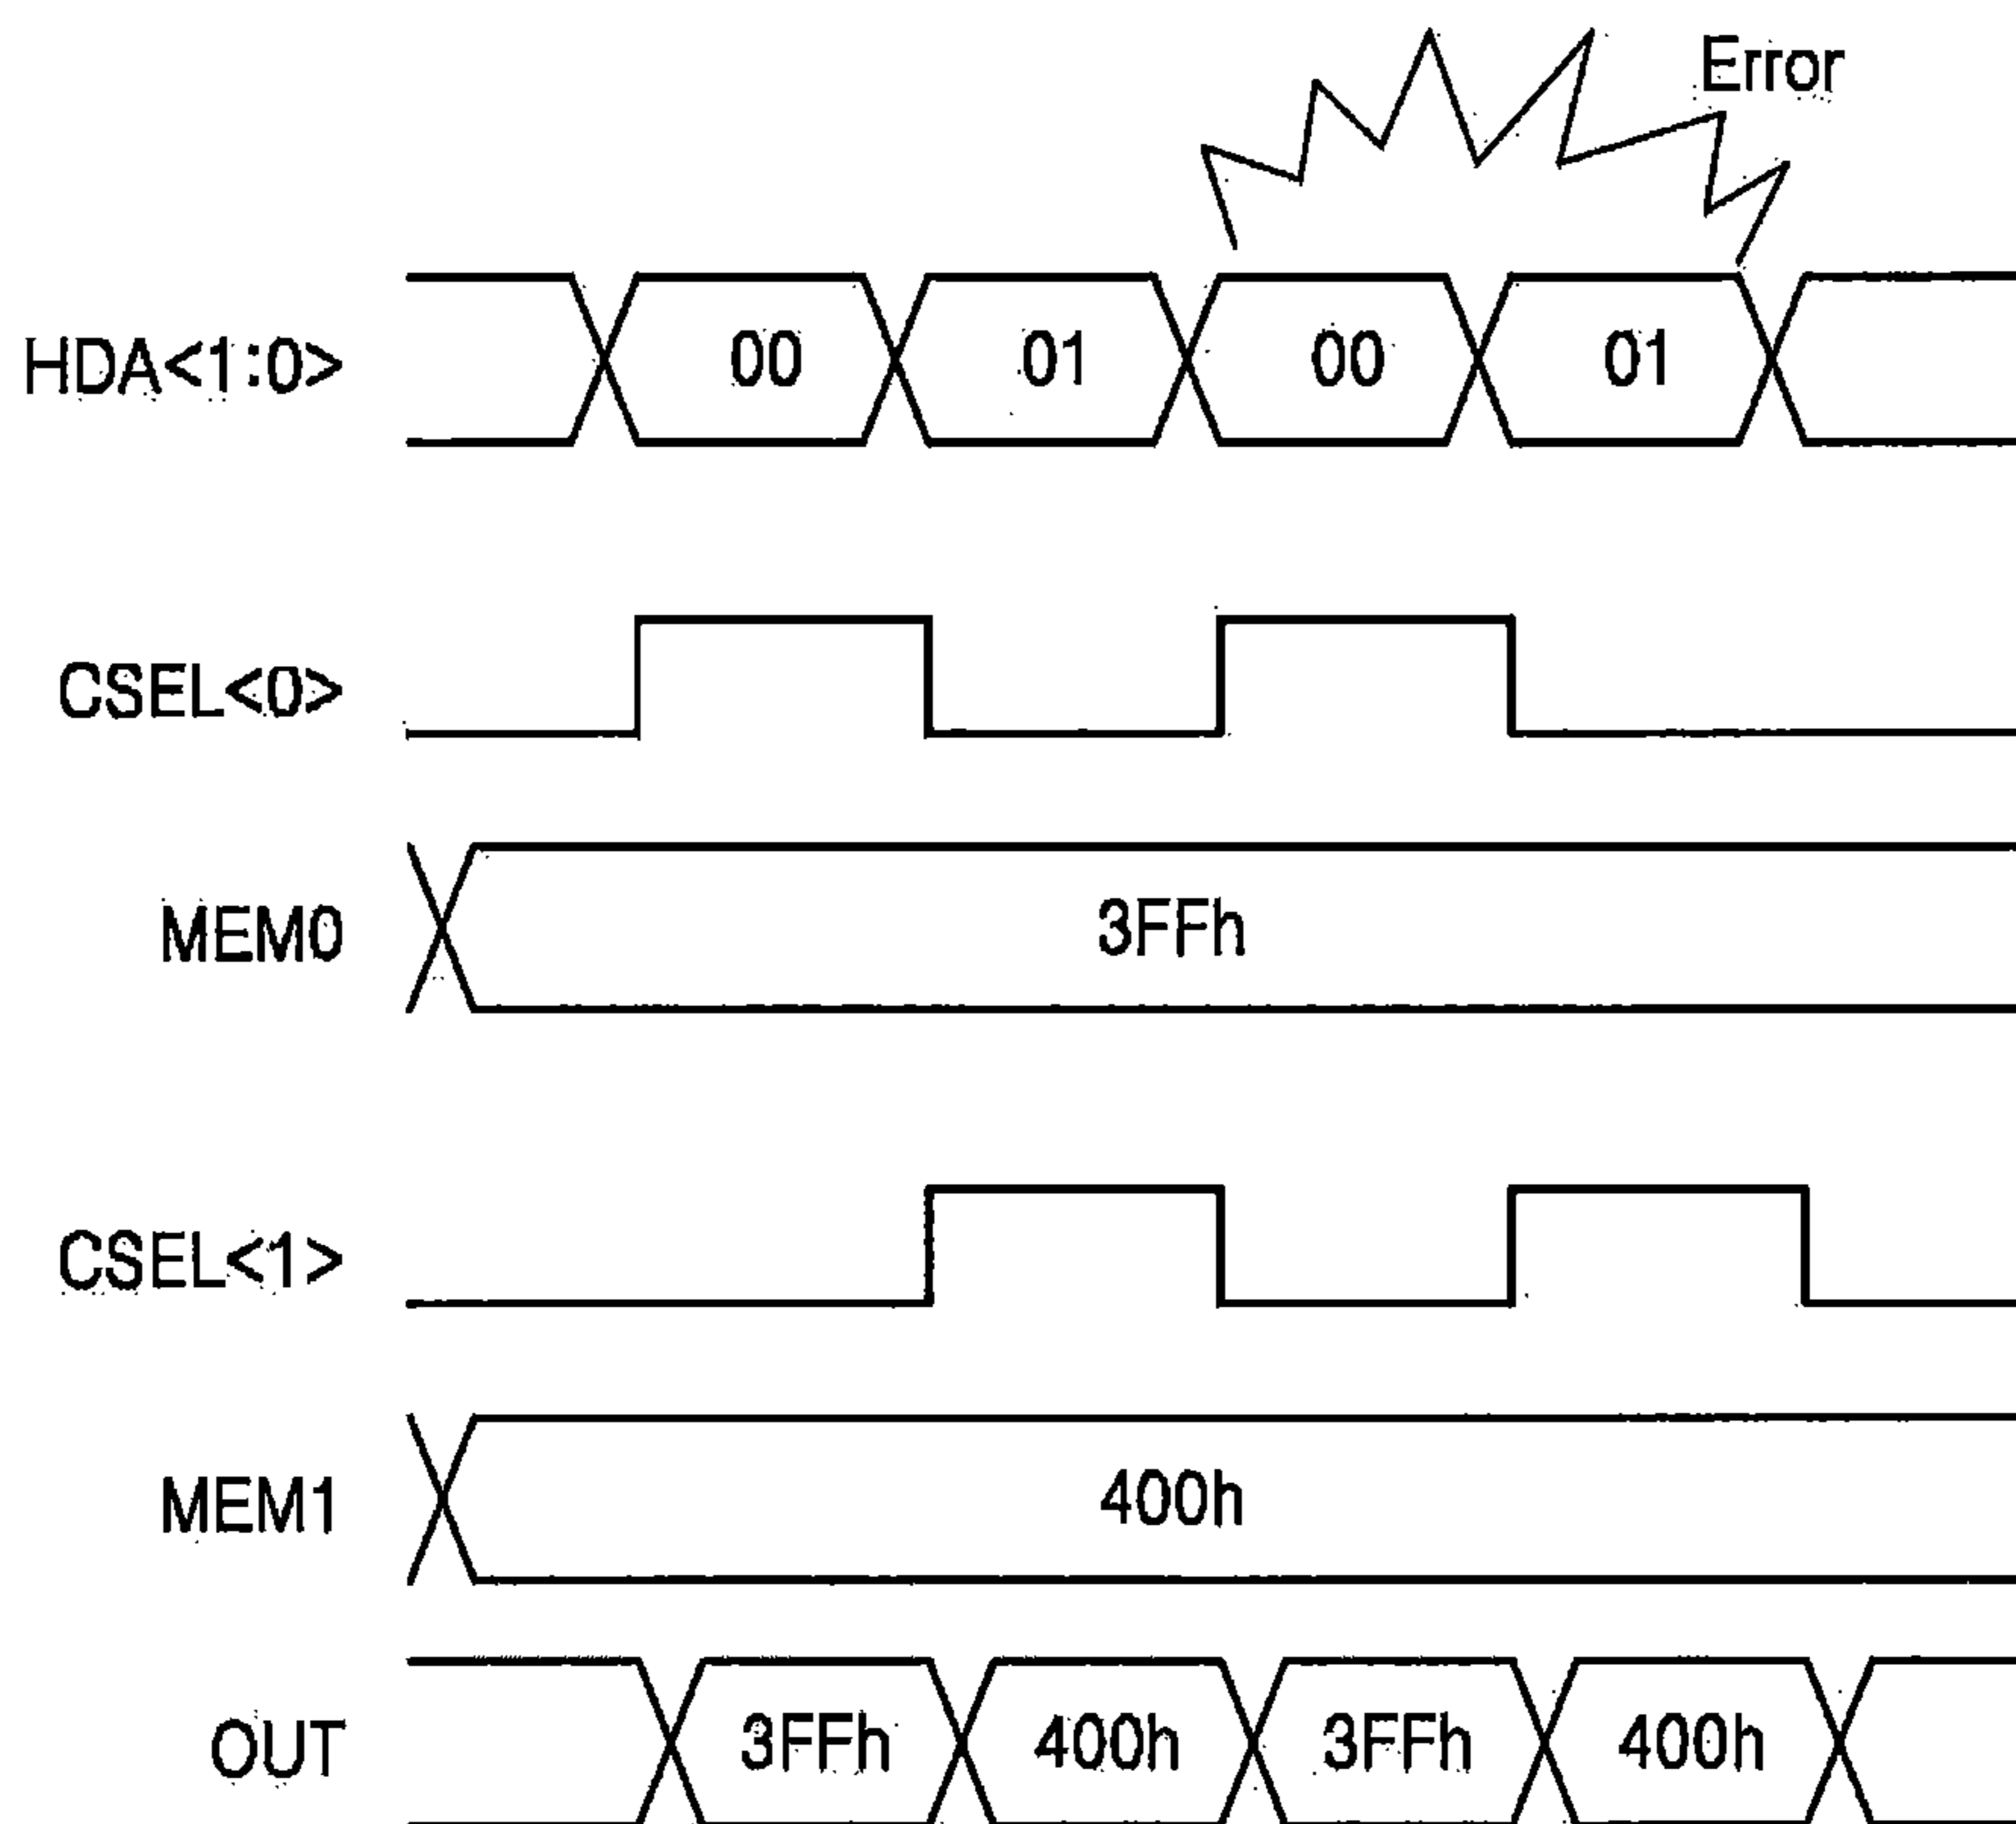 Error
HDA<1:0> 00 01 00 01
CSEL<0>
MEM0 3FFh
CSEL<1>
MEM1 400h
OUT 3FFh 400h 3FFh 400h